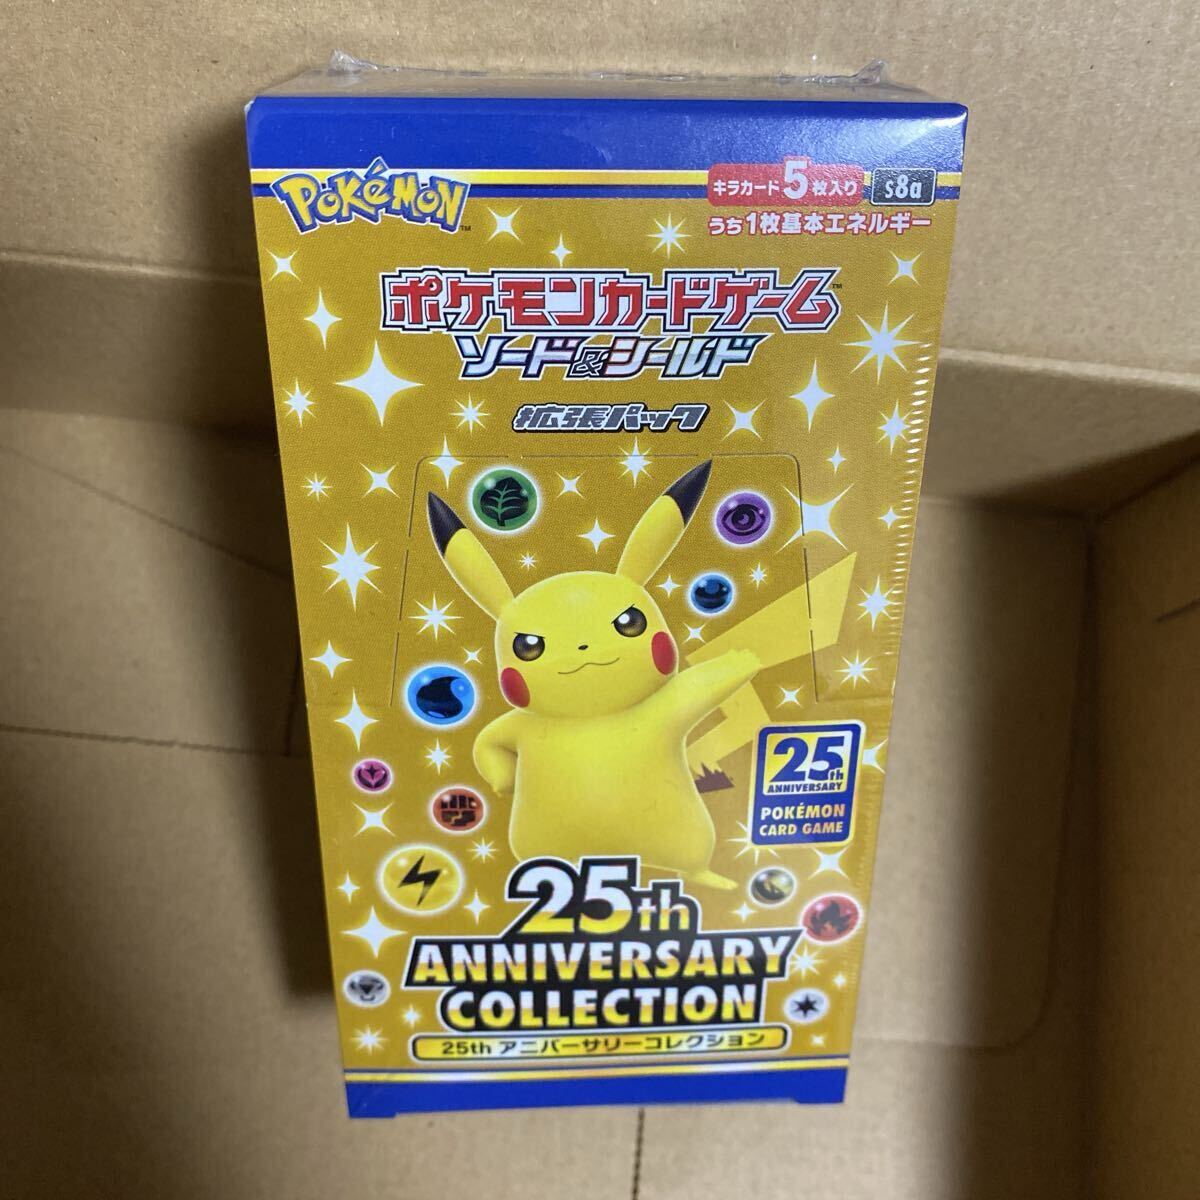 POKéMON
TM
キラカード5枚入り
S8a
うち1枚基本エネルギー
ポケモンカードゲーム
TM
ソード&シールド
拡張パック
25th
ANNIVERSARY
POKÉMON
CARD GAME
25th
ANNIVERSARY
COLLECTION
25th アニバーサリーコレクション